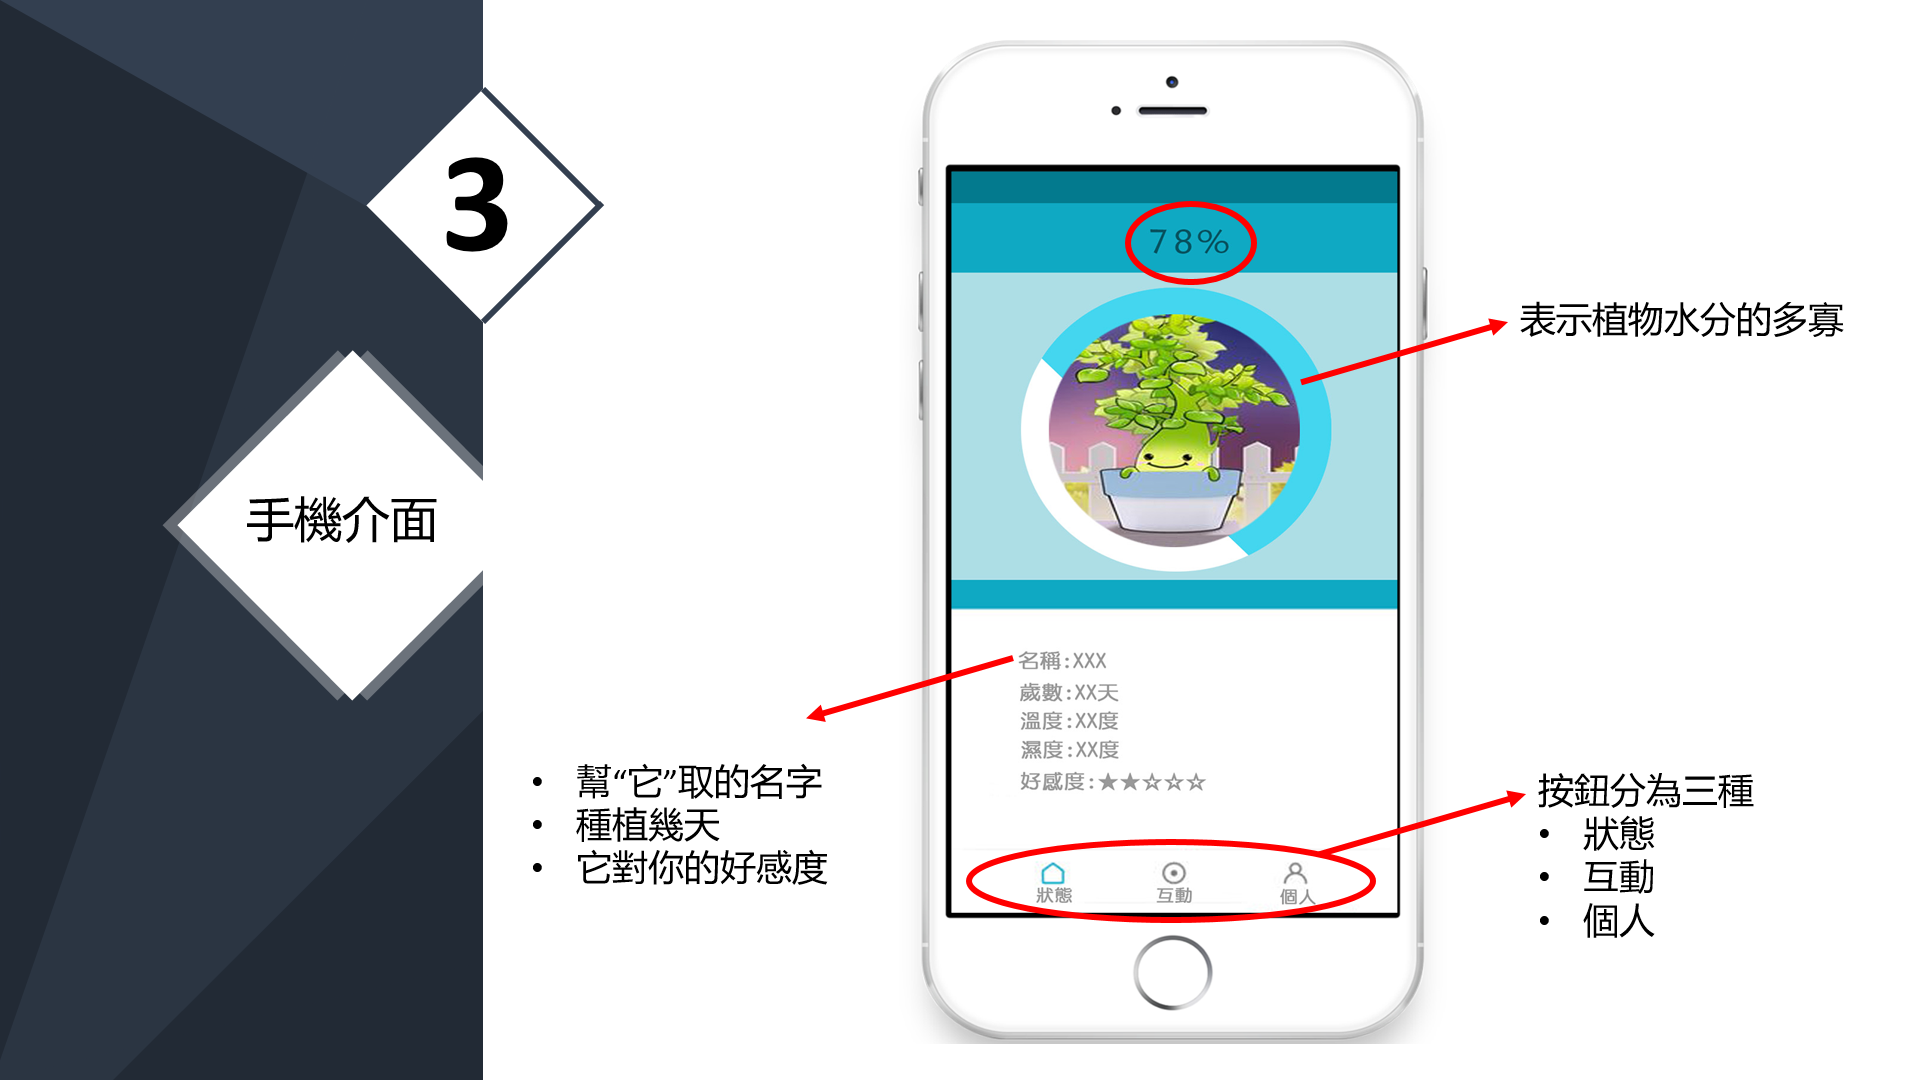 3
手機介面
78%
表示植物水分的多寡
名稱:XXX
歲數:XX天
溫度:XX度
濕度:XX度
好感度:★★☆☆☆
• 幫“它”取的名字
• 種植幾天
• 它對你的好感度
狀態
互動
個人
按鈕分為三種
• 狀態
• 互動
• 個人